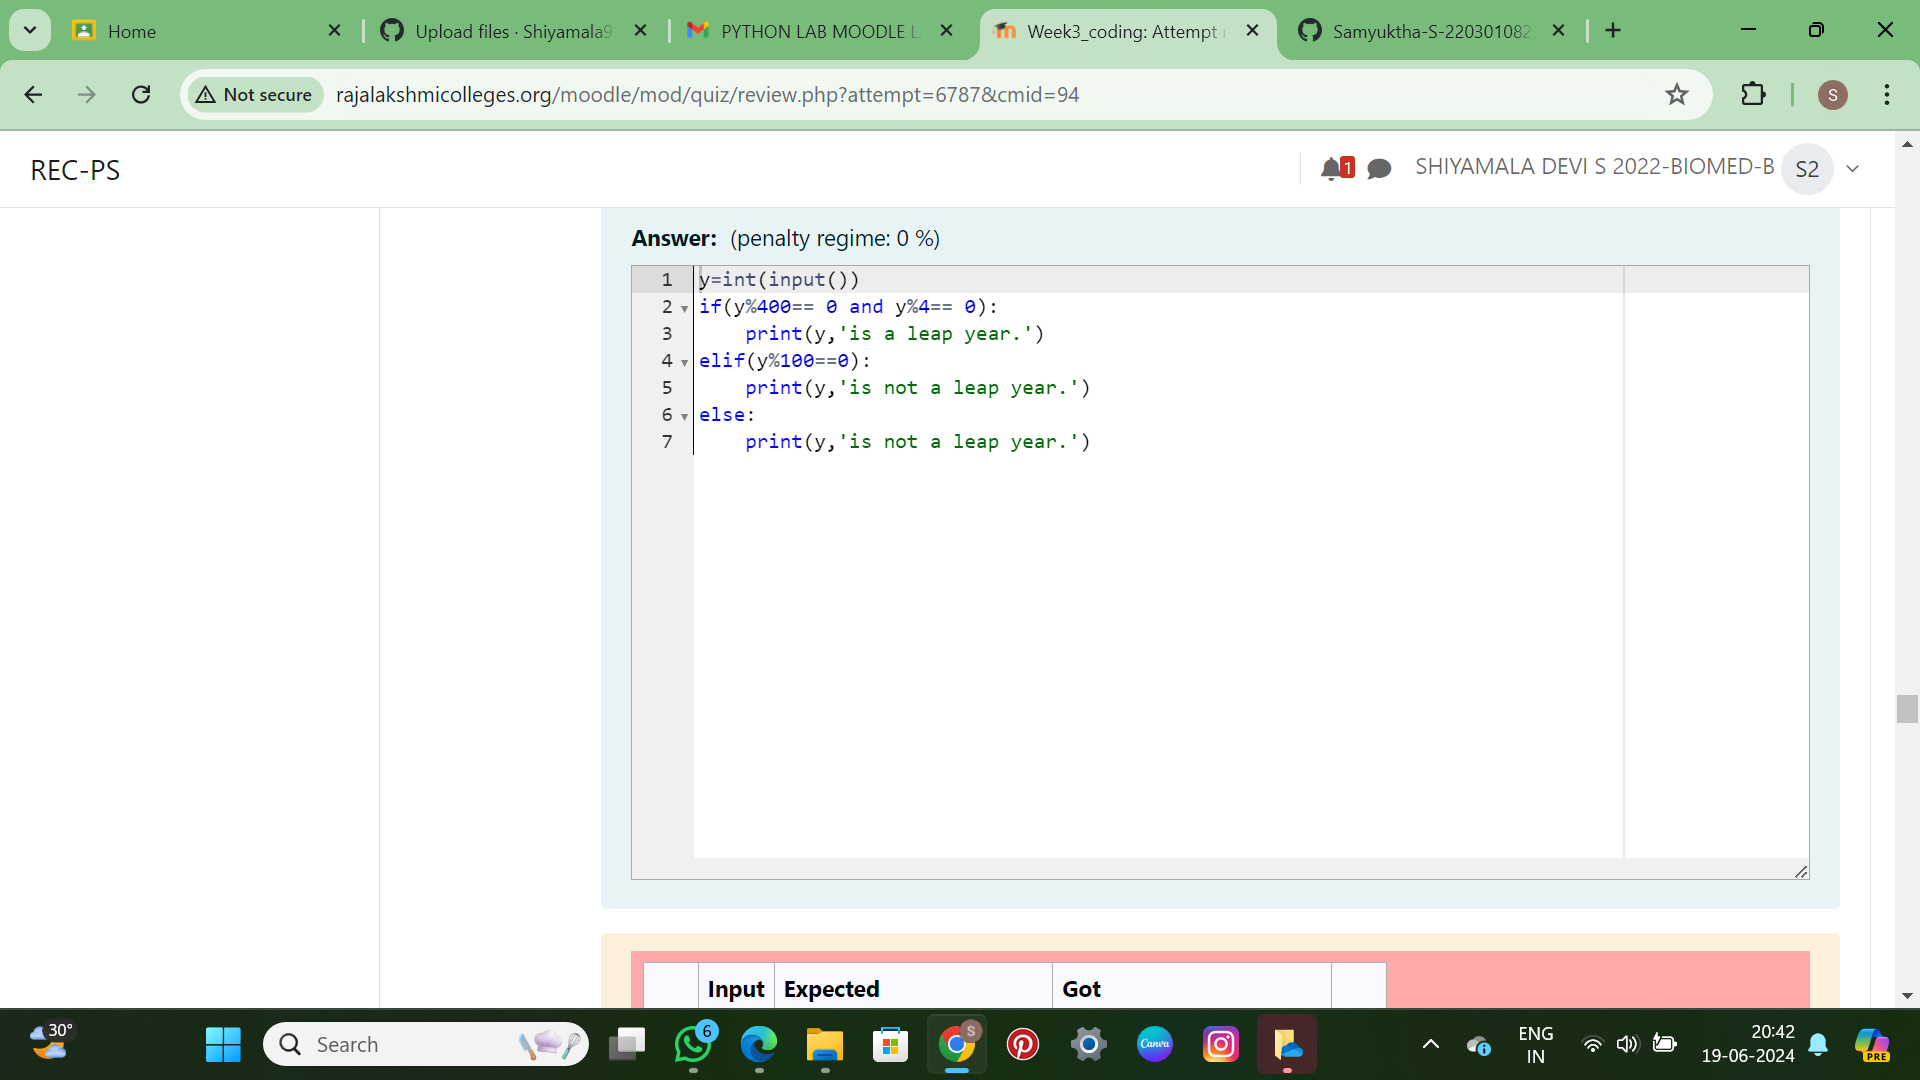 Home
Upload files · Shiyamala9
PYTHON LAB MOODLE L
Week3_coding: Attempt r
Samyuktha-S-220301082
Not secure
rajalakshmicolleges.org/moodle/mod/quiz/review.php?attempt=6787&cmid=94
S
REC-PS
1
SHIYAMALA DEVI S 2022-BIOMED-B
S2
Answer: (penalty regime: 0 %)
1 y=int(input())
2 if(y%400== 0 and y%4== 0):
3 print(y,'is a leap year.')
4 elif(y%100==0):
5 print(y,'is not a leap year.')
6 else:
7 print(y,'is not a leap year.')
Input Expected Got
30°
Search
6
S
Canva
PRE
ENG
IN
20:42
19-06-2024